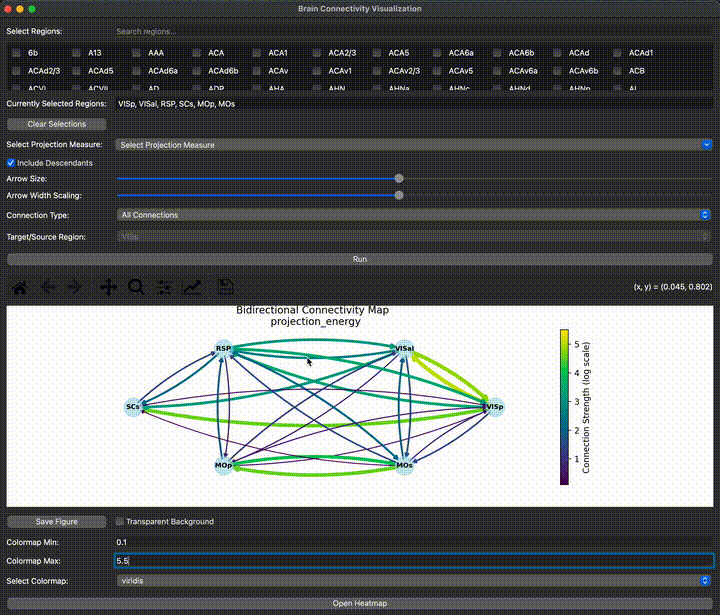 Brain Connectivity Visualization
Select Regions: Search regions...
6b A13 AAA ACA ACA1 ACA2/3 ACA5 ACA6a ACA6b ACAd ACAd1
ACAd2/3 ACAd5 ACAd6a ACAd6b ACAv ACAv1 ACAv2/3 ACAv5 ACAv6a ACAv6b ACB
ACVI ACVII AD ADP AHA AHN AHNa AHNc AHNd AHNp AI
Currently Selected Regions: VISp, VISal, RSP, SCs, MOp, MOs
Clear Selections
Select Projection Measure: Select Projection Measure
Include Descendants
Arrow Size:
Arrow Width Scaling:
Connection Type: All Connections
Target/Source Region: VISp
Run
(x, y) = (0.045, 0.802)
Bidirectional Connectivity Map
projection_energy
RSP VISal
SCs VISp
MOp MOs
5
4
3
2
1
Connection Strength (log scale)
Save Figure Transparent Background
Colormap Min: 0.1
Colormap Max: 5.5
Select Colormap: viridis
Open Heatmap